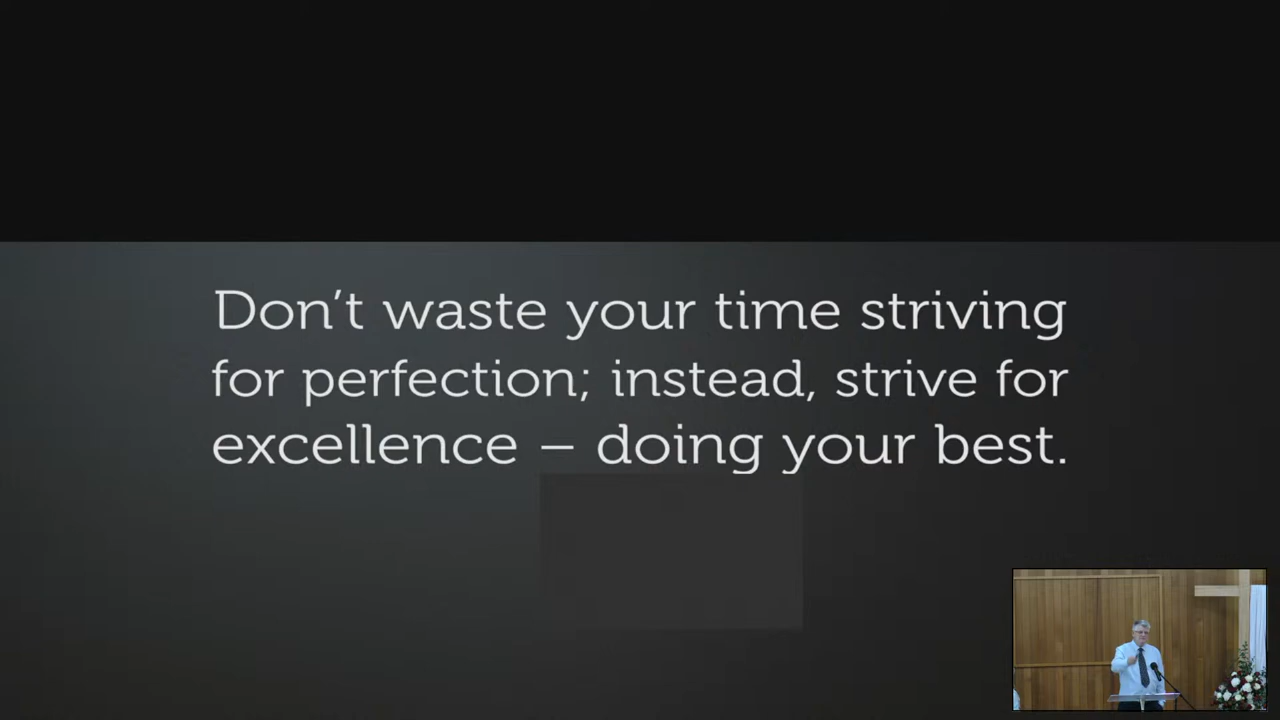 Don’t waste your time striving
for perfection; instead, strive for
excellence – doing your best.